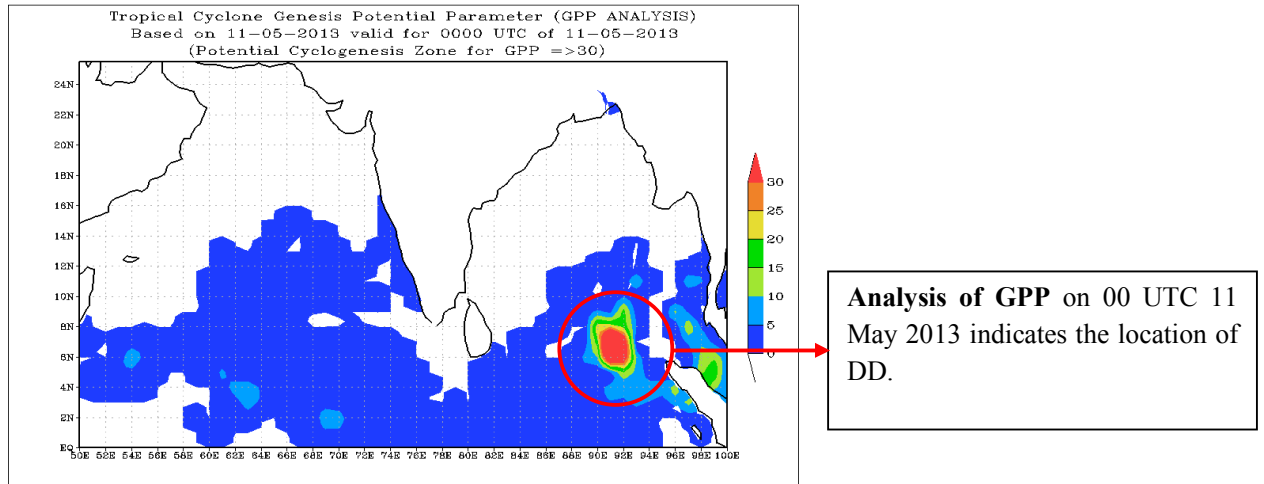 Tropical Cyclone Genesis Potential Parameter (GPP ANALYSIS)
Based on 11-05-2013 valid for 0000 UTC of 11-05-2013
(Potential Cyclogenesis Zone for GPP =>30)
24N
22N
20N
18N
16N
14N
12N
10N
8N
6N
4N
2N
EQ
50E 52E 54E 56E 58E 60E 62E 64E 66E 68E 70E 72E 74E 76E 78E 80E 82E 84E 86E 88E 90E 92E 94E 96E 98E 100E
30
25
20
15
10
5
0
Analysis of GPP on 00 UTC 11
May 2013 indicates the location of
DD.